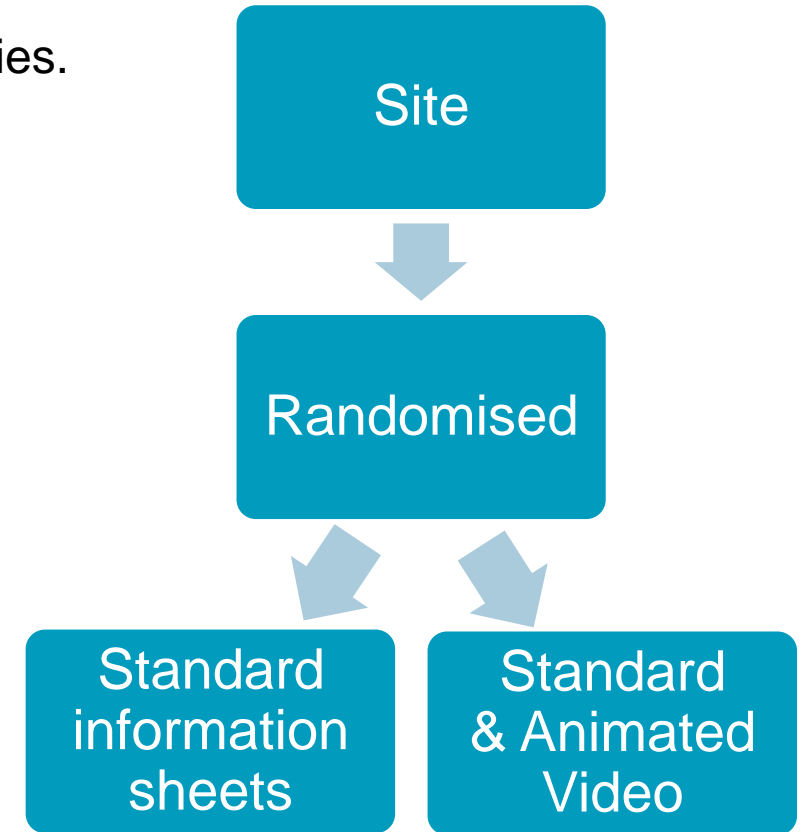 ies.
Site
Randomised
Standard
information
sheets
Standard
& Animated
Video